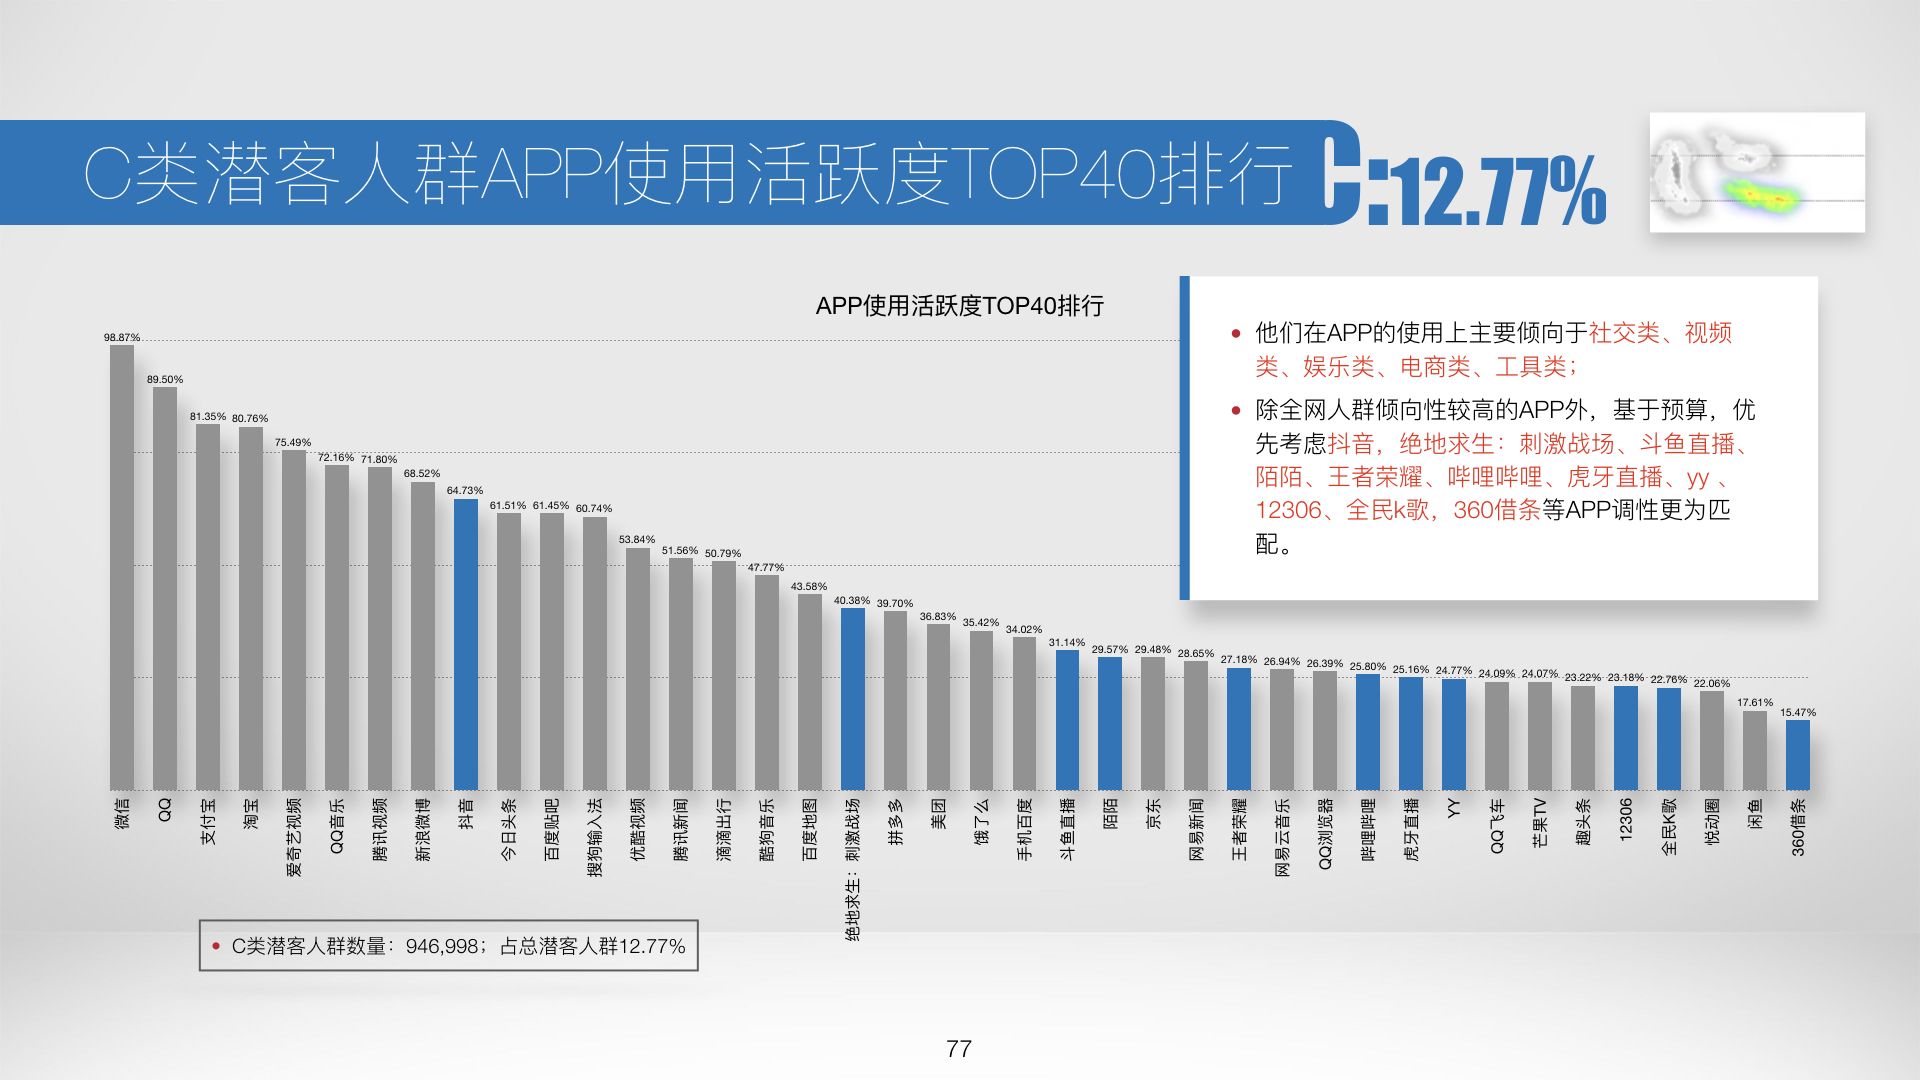 C类潜客人群APP使用活跃度TOP40排行
C:12.77%
APP使用活跃度TOP40排行
他们在APP的使用上主要倾向于社交类、视频
类、娱乐类、电商类、工具类；
除全网人群倾向性较高的APP外，基于预算，优
先考虑抖音，绝地求生：刺激战场、斗鱼直播、
陌陌、王者荣耀、哔哩哔哩、虎牙直播、yy 、
12306、全民k歌，360借条等APP调性更为匹
配。
98.87%
89.50%
81.35%
80.76%
75.49%
72.16%
71.80%
68.52%
64.73%
61.51%
61.45%
60.74%
53.84%
51.56%
50.79%
47.77%
43.58%
40.38%
39.70%
36.83%
35.42%
34.02%
31.14%
29.57%
29.48%
28.65%
27.18%
26.94%
26.39%
25.80%
25.16%
24.77%
24.09%
24.07%
23.22%
23.18%
22.76%
22.06%
17.61%
15.47%
微信
QQ
支付宝
淘宝
爱奇艺视频
QQ音乐
腾讯视频
新浪微博
抖音
今日头条
百度贴吧
搜狗输入法
优酷视频
腾讯新闻
滴滴出行
酷狗音乐
百度地图
绝地求生：刺激战场
拼多多
美团
饿了么
手机百度
斗鱼直播
陌陌
京东
网易新闻
王者荣耀
网易云音乐
QQ浏览器
哔哩哔哩
虎牙直播
YY
QQ飞车
芒果TV
趣头条
12306
全民K歌
悦动圈
闲鱼
360借条
C类潜客人群数量：946,998；占总潜客人群12.77%
77